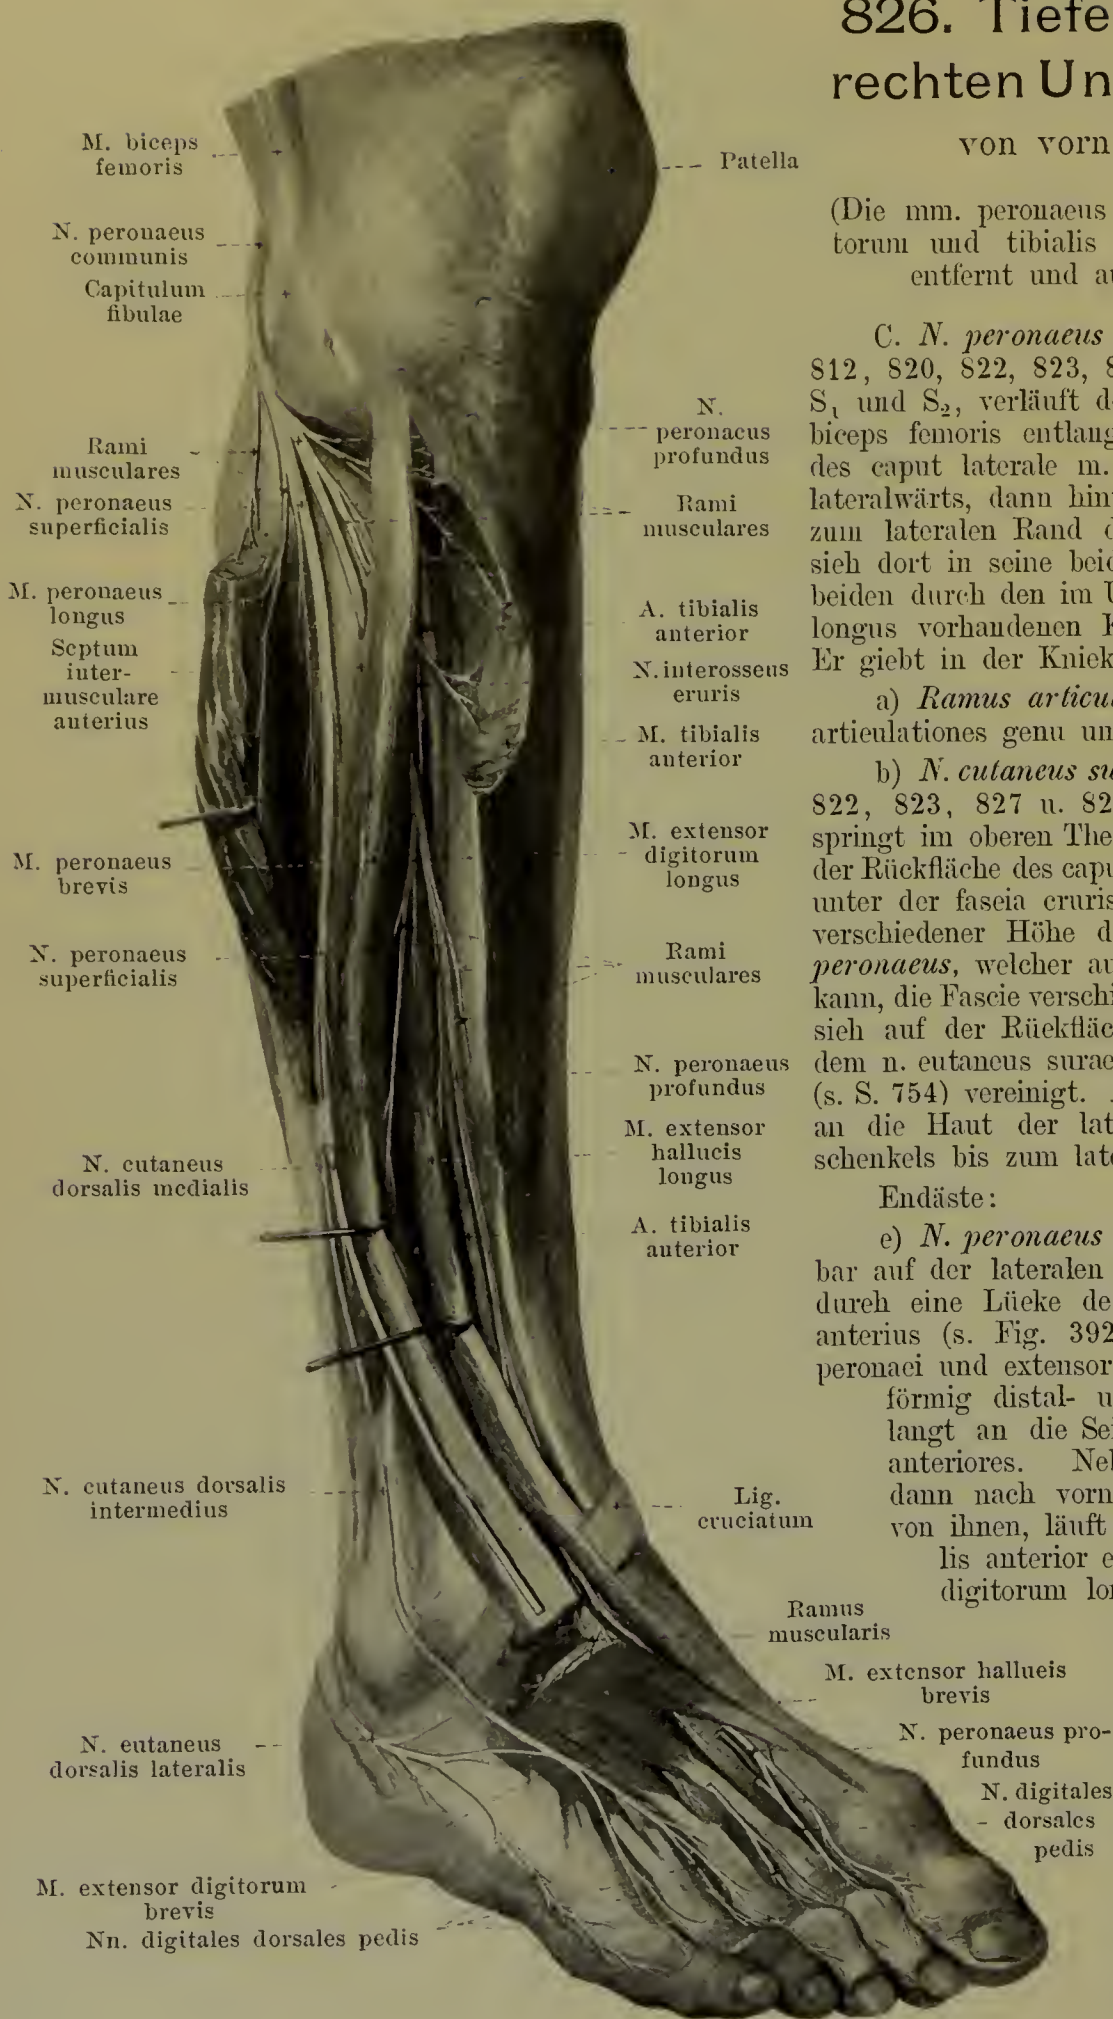 826. Tiefe
rechten Un
von vorn
M. biceps
femoris
N. peronaeus
communis
Capitulum
fibulae
Rami
musculares
N. peronaeus
superficialis
M. peronaeus
longus
Septum
inter-
musculare
anterius
M. peronaeus
brevis
N. peronaeus
superficialis
N. cutaneus
dorsalis medialis
N. cutaneus dorsalis
intermedius
N. cutaneus
dorsalis lateralis
M. extensor digitorum
brevis
Nn. digitales dorsales pedis
Patella
N.
peronaeus
profundus
Rami
musculares
A. tibialis
anterior
N. interosseus
cruris
M. tibialis
anterior
M. extensor
digitorum
longus
Rami
musculares
N. peronaeus
profundus
M. extensor
hallucis
longus
A. tibialis
anterior
Lig.
cruciatum
Ramus
muscularis
M. extensor hallucis
brevis
N. peronaeus pro-
fundus
N. digitales
dorsales
pedis
(Die mm. peronaeus
torum und tibialis
entfernt und au
C. N. peronaeus
812, 820, 822, 823, 8
S₁ und S₂, verläuft d
biceps femoris entlang
des caput laterale m.
lateralwärts, dann hin
zum lateralen Rand d
sich dort in seine beid
beiden durch den im U
longus vorhandenen K
Er giebt in der Kniek
a) Ramus articul
articulationes genu un
b) N. cutaneus su
822, 823, 827 u. 82
springt im oberen The
der Rückfläche des capu
unter der fascia cruris
verschiedener Höhe d
peronaeus, welcher au
kann, die Fascie verschi
sich auf der Rückfläc
dem n. cutaneus surae
(s. S. 754) vereinigt.
an die Haut der lat
schenkels bis zum late
Endäste:
c) N. peronaeus
bar auf der lateralen
durch eine Lücke de
anterius (s. Fig. 392
peronaei und extensor
förmig distal- u
langt an die Sei
anteriores. Nel
dann nach vorn
von ihnen, läuft
lis anterior e
digitorum lon